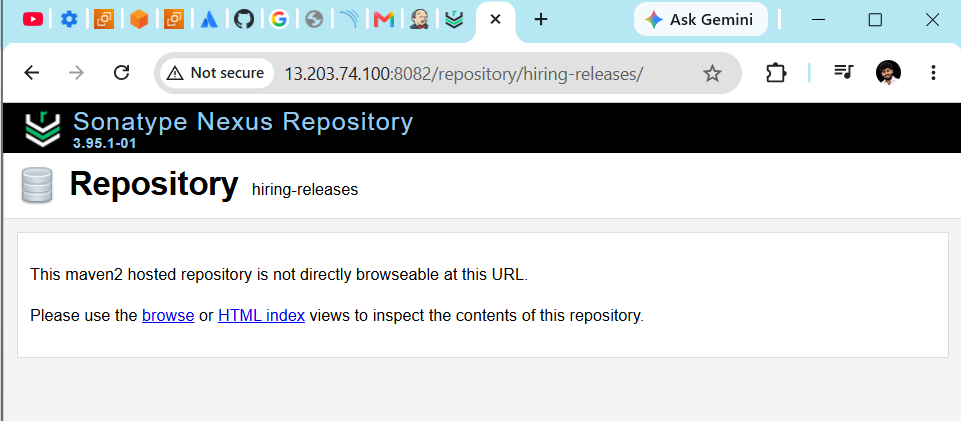 Ask Gemini
Not secure
13.203.74.100:8082/repository/hiring-releases/
Sonatype Nexus Repository
3.95.1-01
Repository hiring-releases
This maven2 hosted repository is not directly browseable at this URL.
Please use the browse or HTML index views to inspect the contents of this repository.